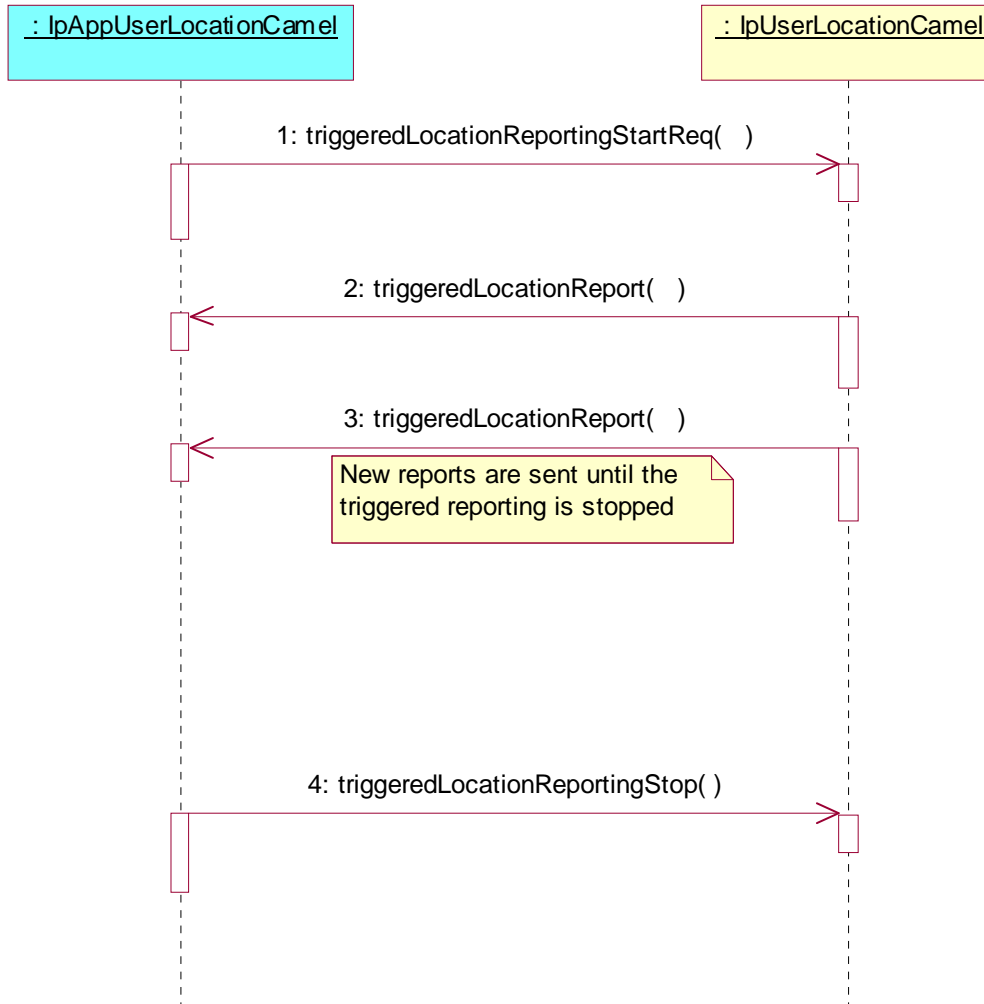 : IpAppUserLocationCamel
: IpUserLocationCamel
1: triggeredLocationReportingStartReq(   )
2: triggeredLocationReport(   )
3: triggeredLocationReport(   )
New reports are sent until the
triggered reporting is stopped
4: triggeredLocationReportingStop( )